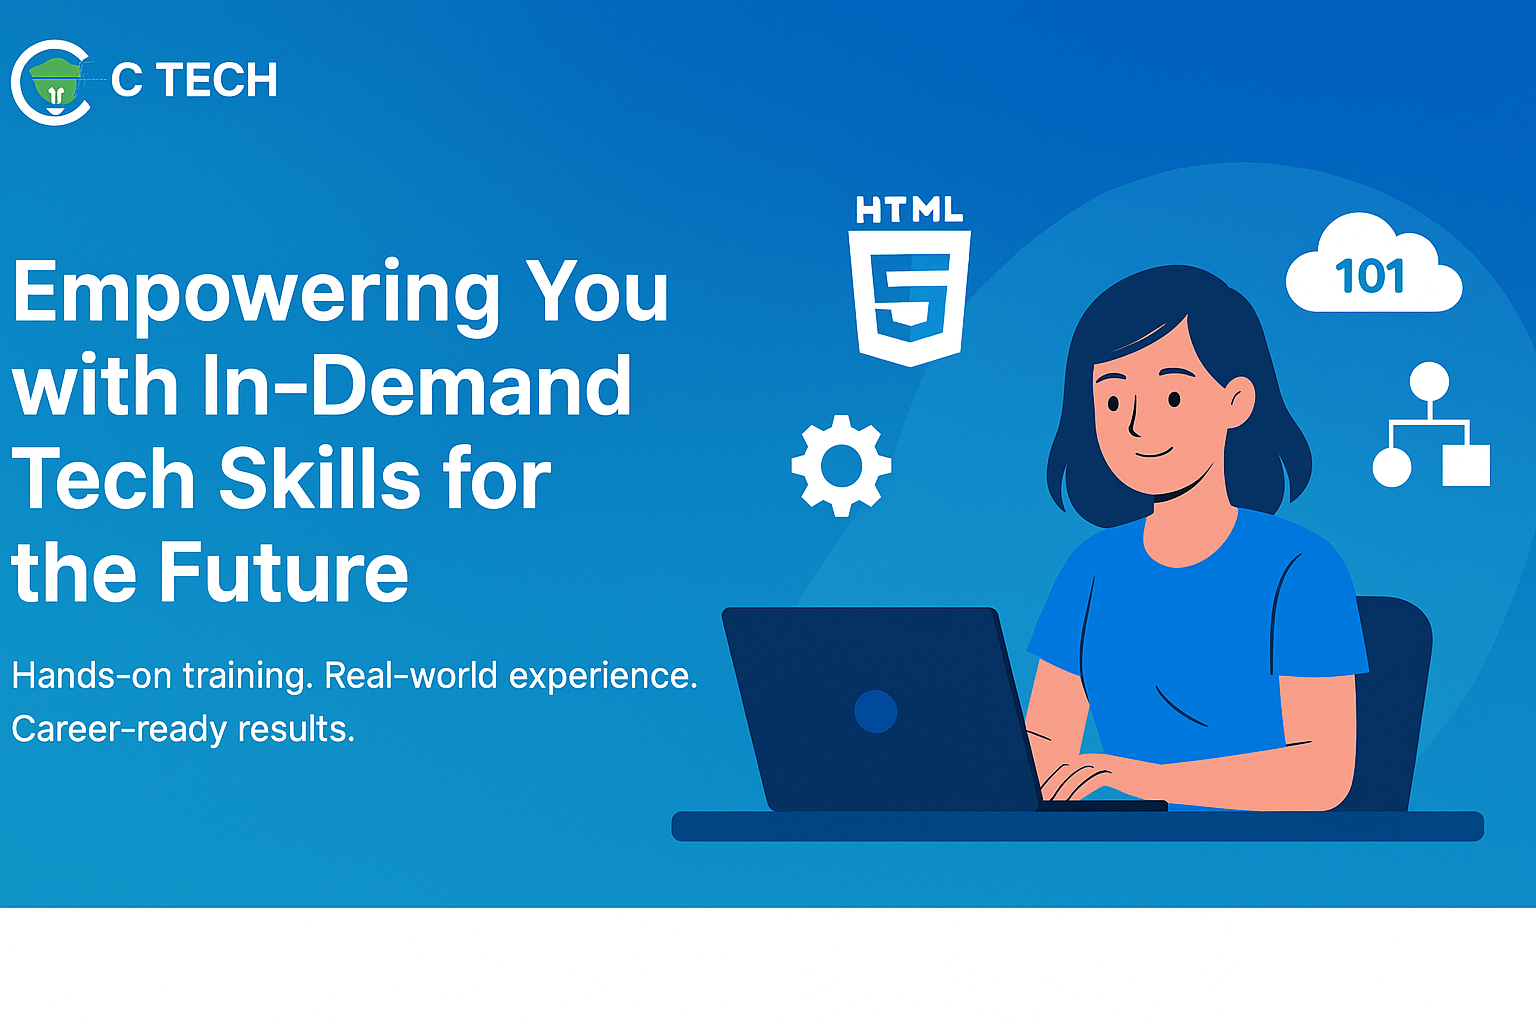 C TECH
Empowering You
with In-Demand
Tech Skills for
the Future
Hands-on training. Real-world experience.
Career-ready results.
HTML
5
101